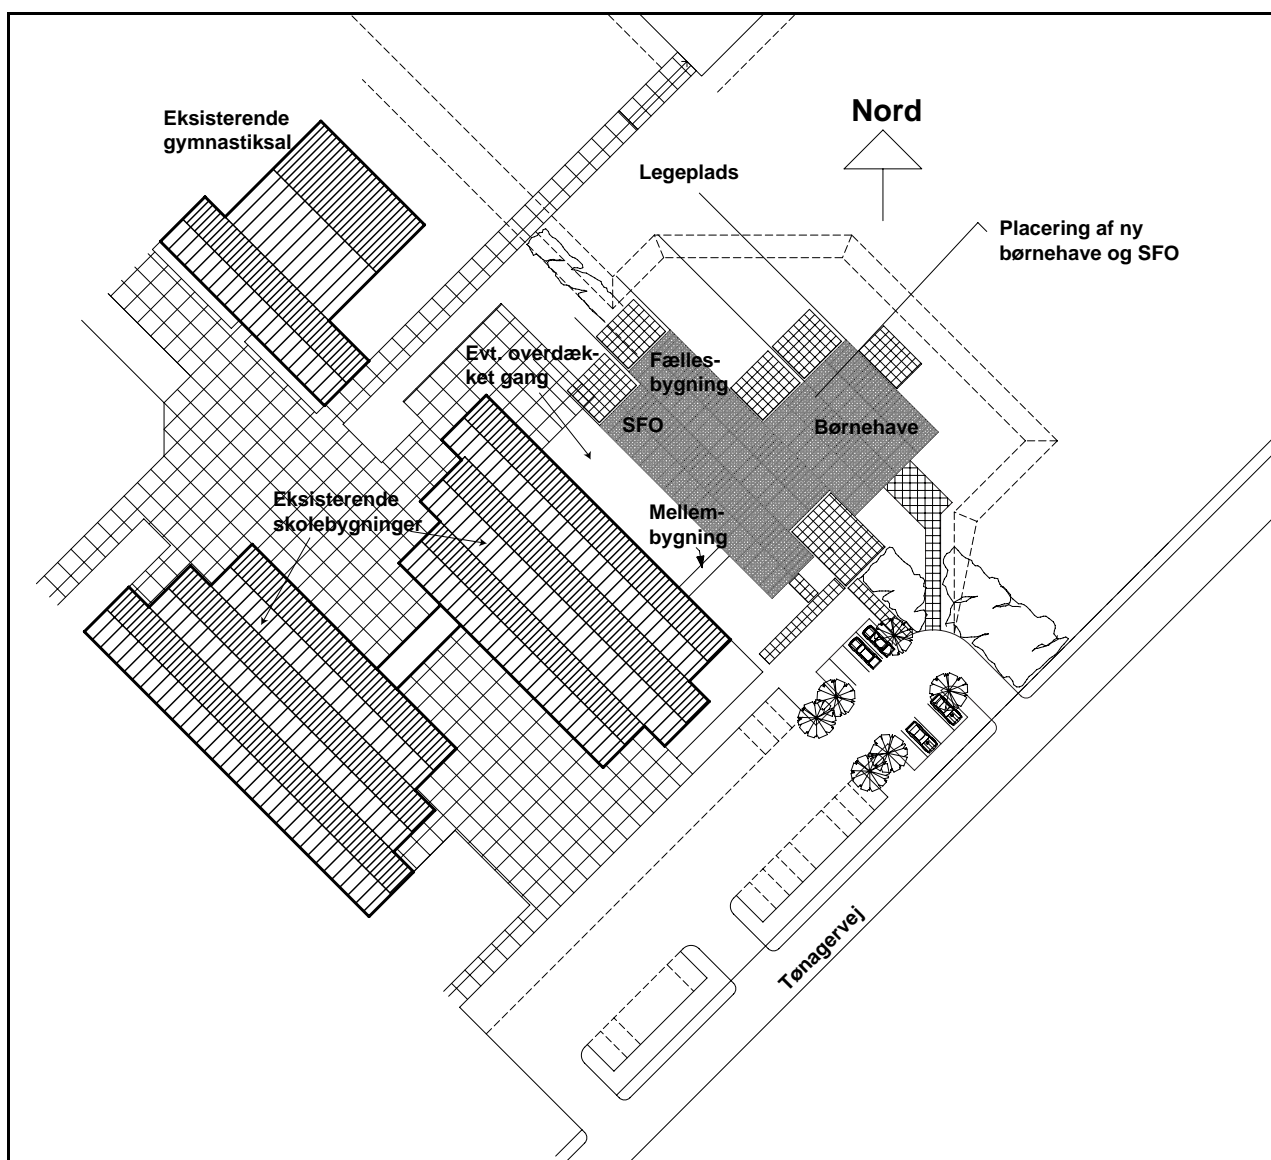 Nord
Eksisterende
gymnastiksal
Legeplads
Placering af ny
børnehave og SFO
Evt. overdæk-
ket gang
Fælles-
bygning
SFO
Børnehave
Eksisterende
skolebygninger
Mellem-
bygning
Tønagervej